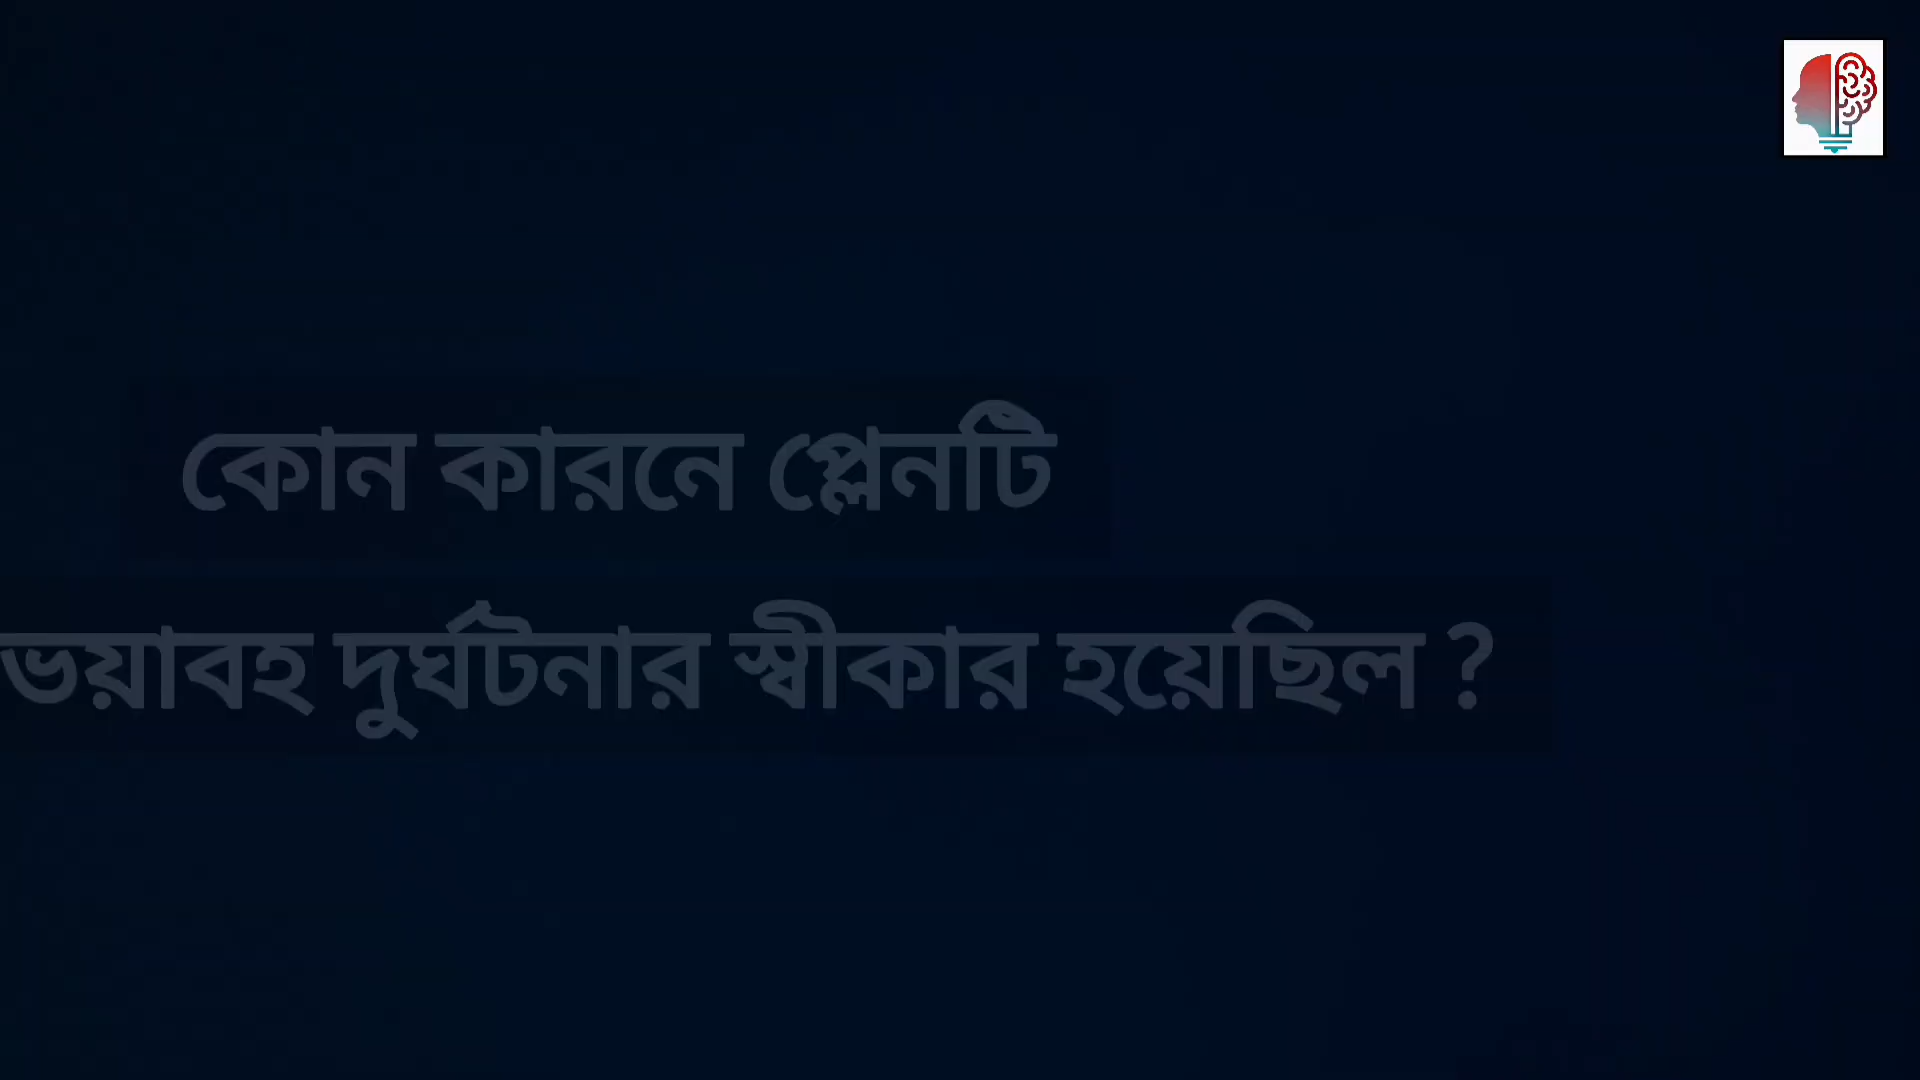 কোন কারনে প্লেনটি
ভয়াবহ দুর্ঘটনার স্বীকার হয়েছিল ?